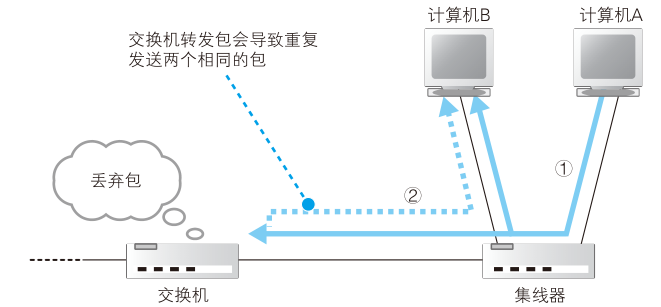 计算机B
计算机A
交换机转发包会导致重复
发送两个相同的包
①
丢弃包
②
交换机
集线器